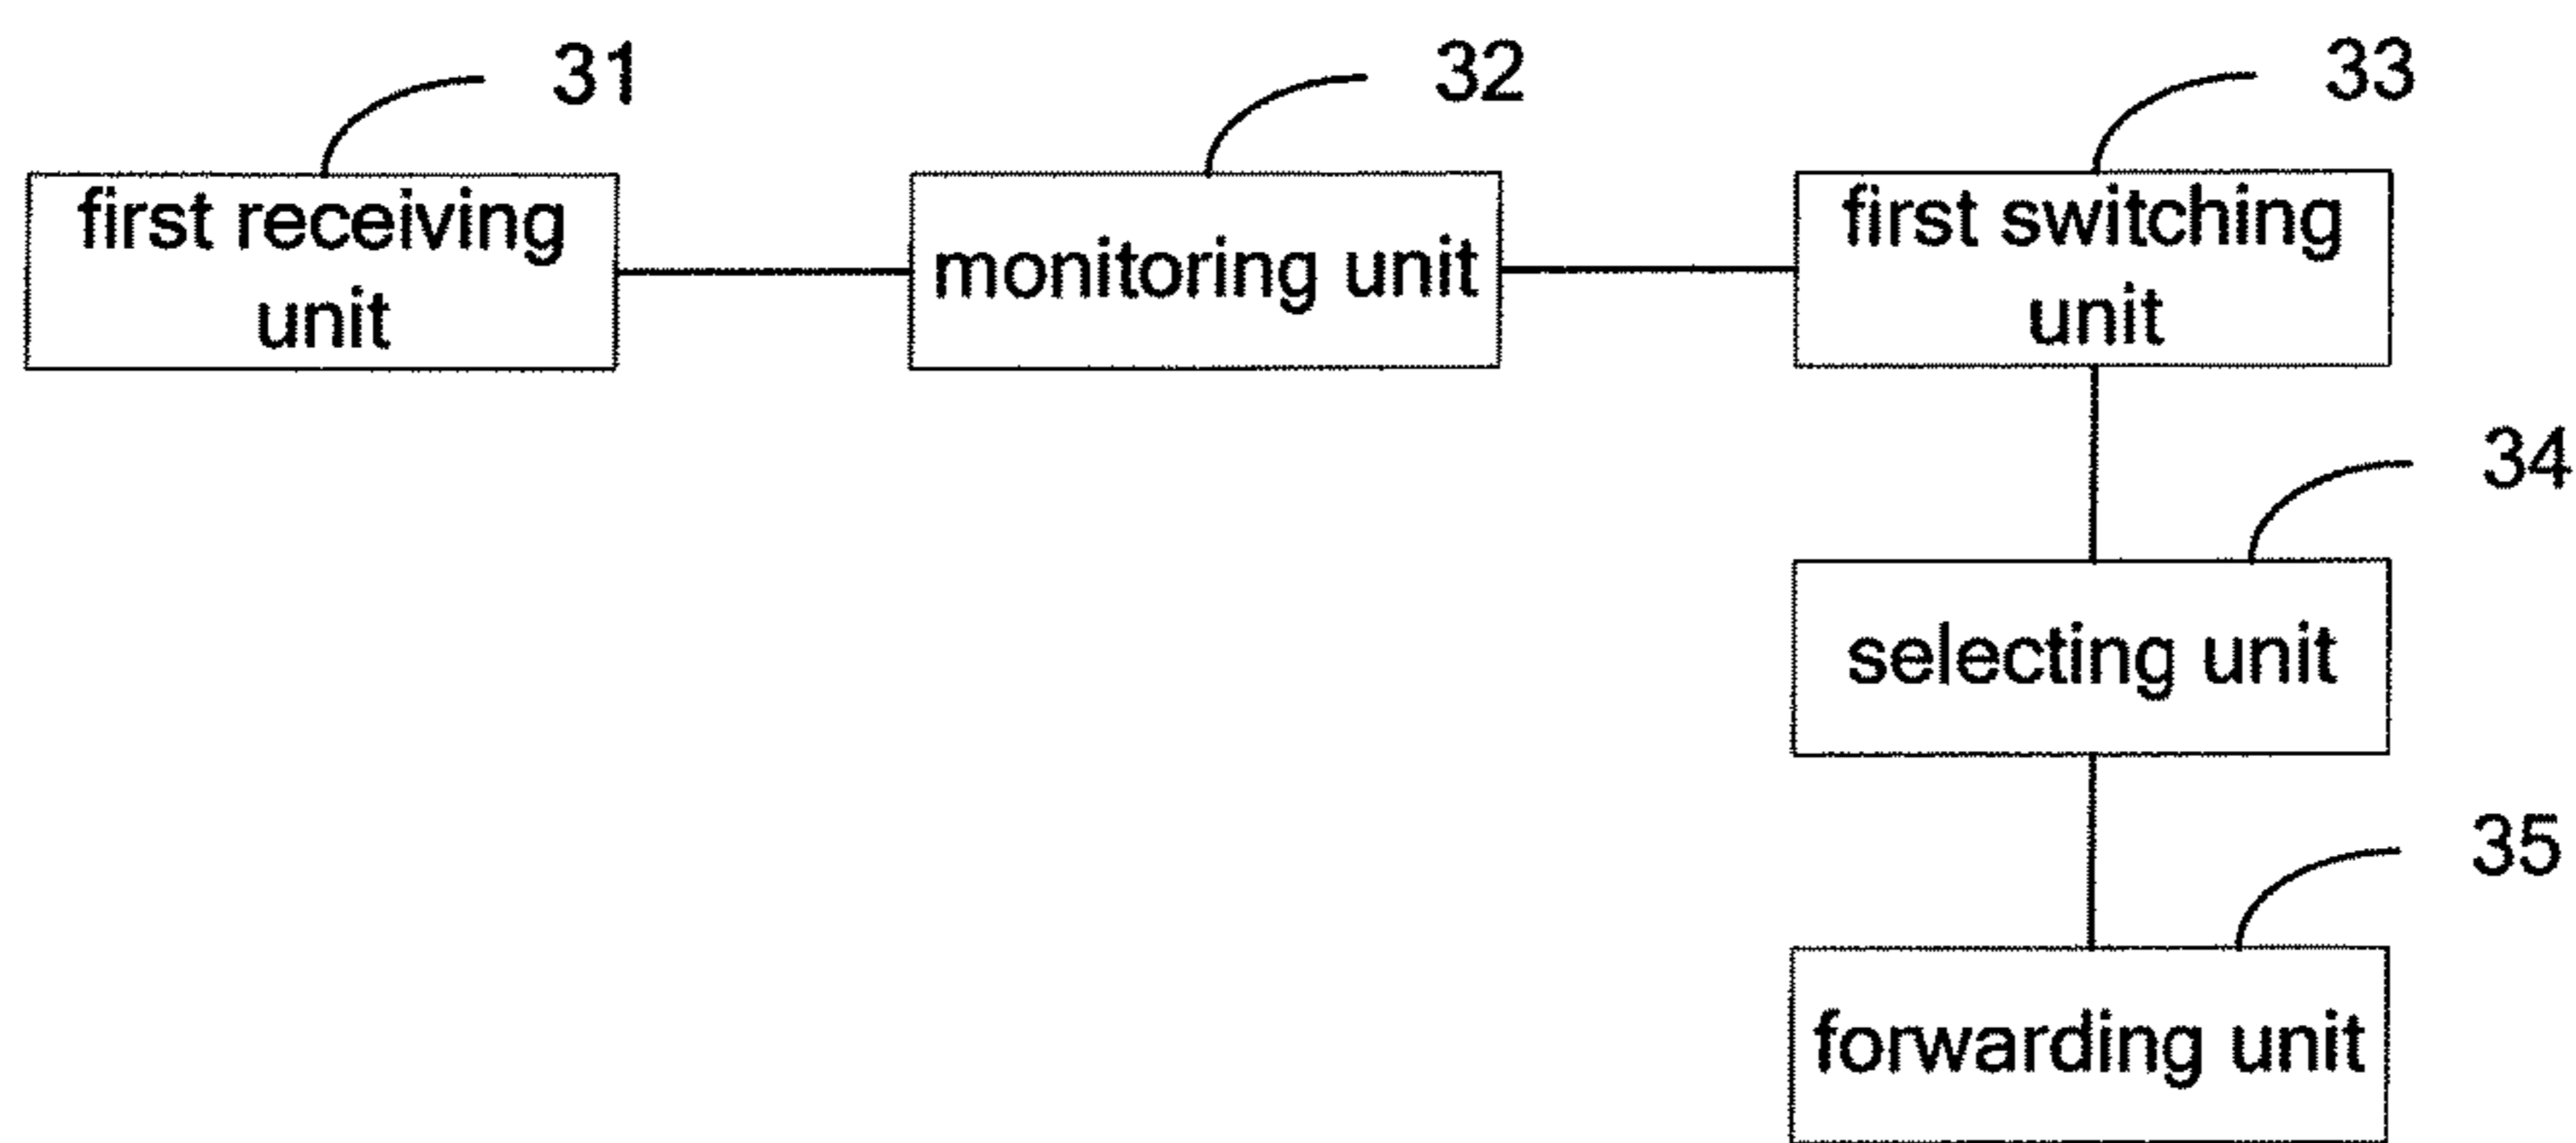 31
32
33
first receiving
unit
monitoring unit
first switching
unit
34
selecting unit
35
forwarding unit